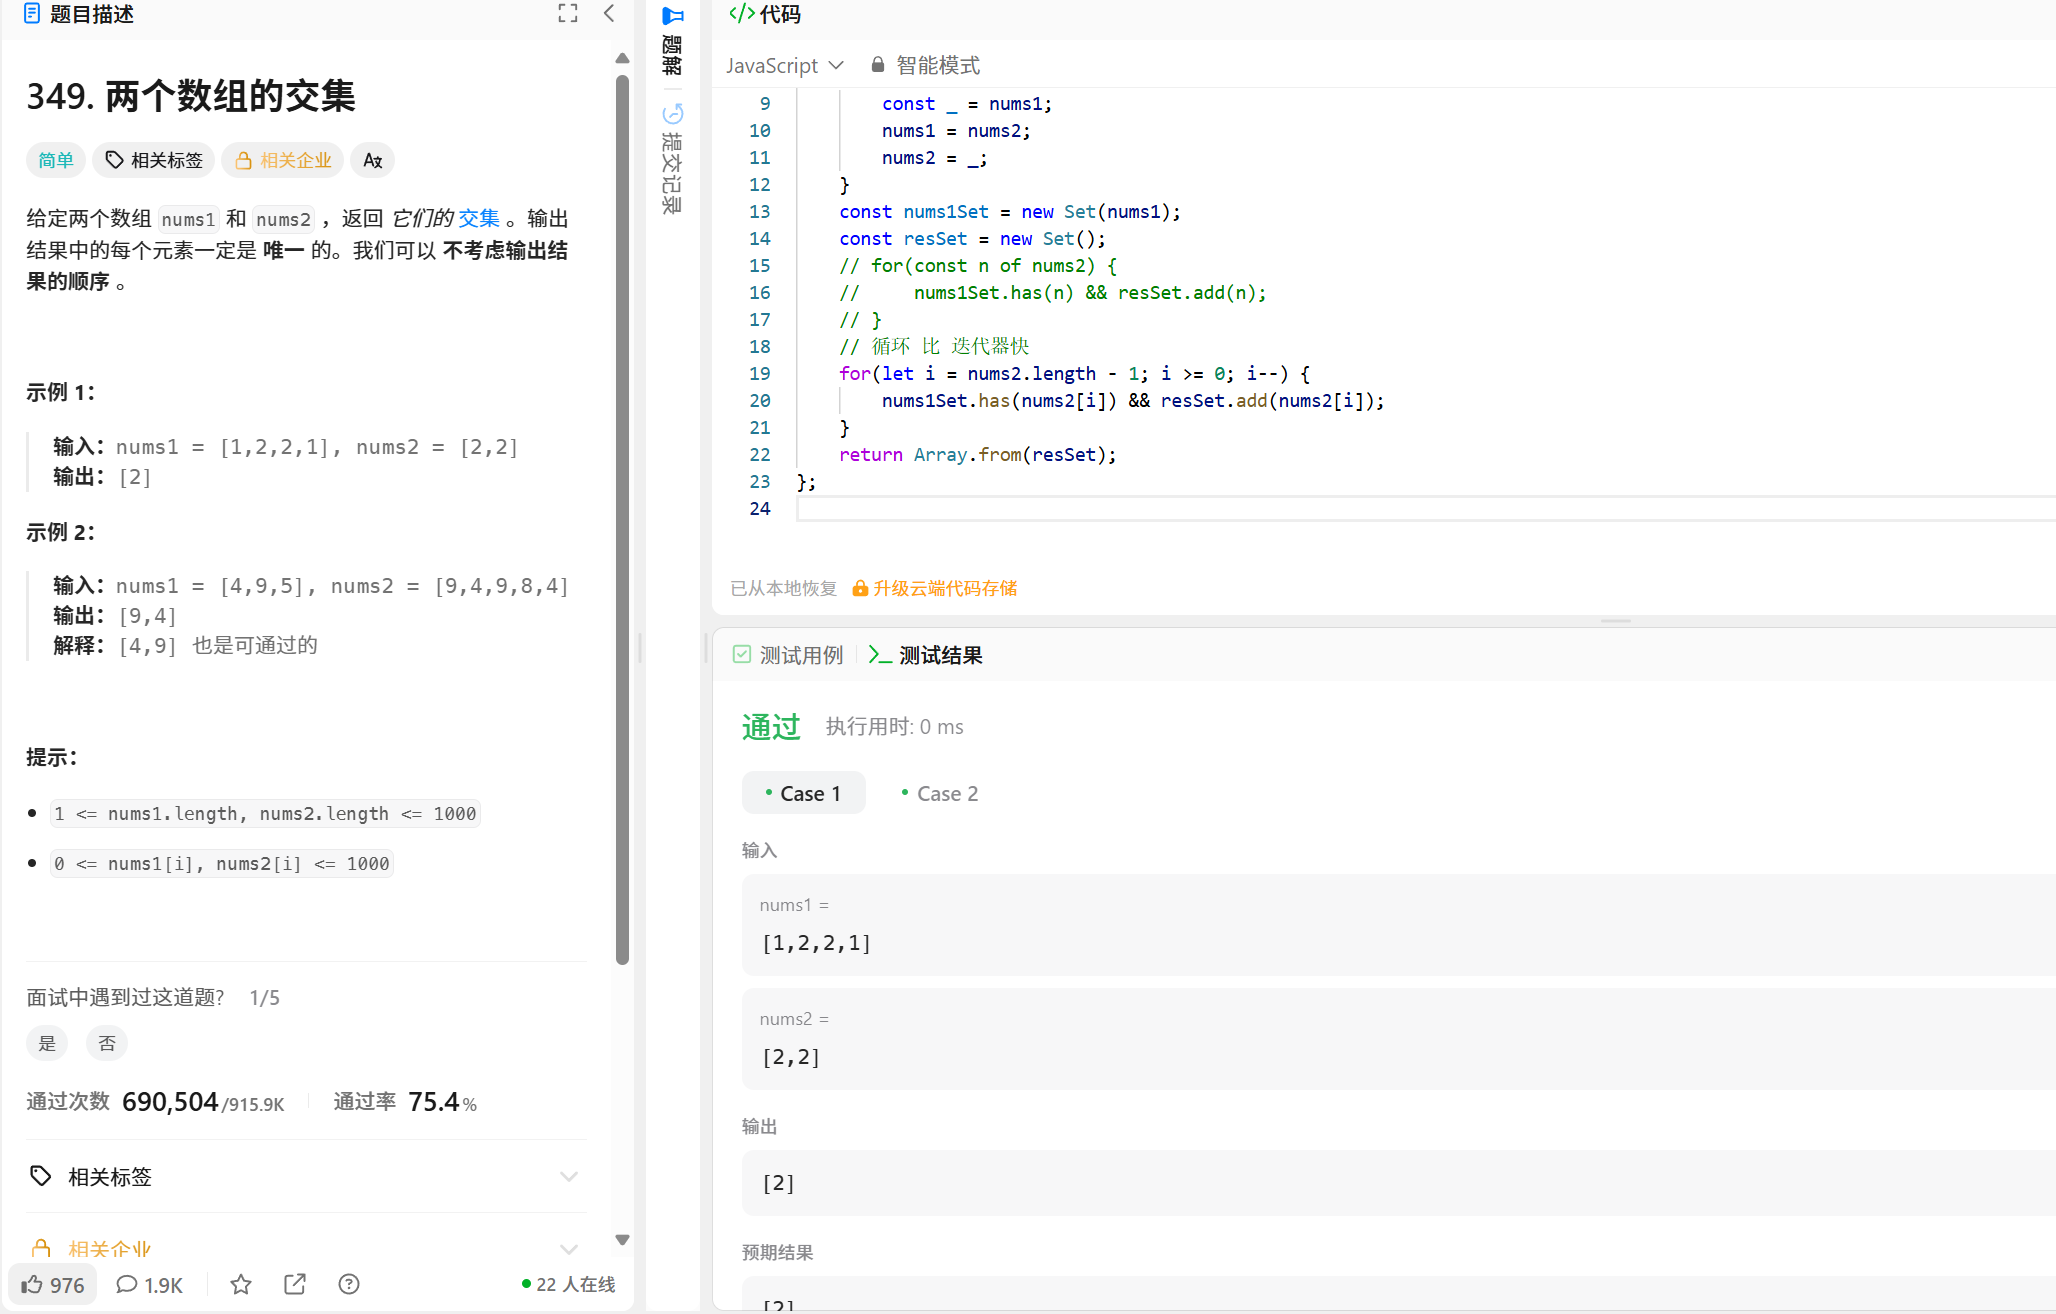 题目描述
349. 两个数组的交集
简单
相关标签
相关企业
给定两个数组 nums1 和 nums2 ，返回 它们的 交集 。输出
结果中的每个元素一定是 唯一 的。我们可以 不考虑输出结
果的顺序 。
示例 1：
输入：nums1 = [1,2,2,1], nums2 = [2,2]
输出：[2]
示例 2：
输入：nums1 = [4,9,5], nums2 = [9,4,9,8,4]
输出：[9,4]
解释：[4,9] 也是可通过的
提示：
1 <= nums1.length, nums2.length <= 1000
0 <= nums1[i], nums2[i] <= 1000
面试中遇到过这道题? 1/5
是
否
通过次数 690,504/915.9K
通过率 75.4%
相关标签
相关企业
976
1.9K
22 人在线
题解
提交记录
</> 代码
JavaScript
智能模式
9 const _ = nums1;
10 nums1 = nums2;
11 nums2 = _;
12 }
13 const nums1Set = new Set(nums1);
14 const resSet = new Set();
15 // for(const n of nums2) {
16 //     nums1Set.has(n) && resSet.add(n);
17 // }
18 // 循环 比 迭代器快
19 for(let i = nums2.length - 1; i >= 0; i--) {
20 nums1Set.has(nums2[i]) && resSet.add(nums2[i]);
21 }
22 return Array.from(resSet);
23 };
24
已从本地恢复
升级云端代码存储
测试用例
测试结果
通过
执行用时: 0 ms
Case 1
Case 2
输入
nums1 =
[1,2,2,1]
nums2 =
[2,2]
输出
[2]
预期结果
[2]